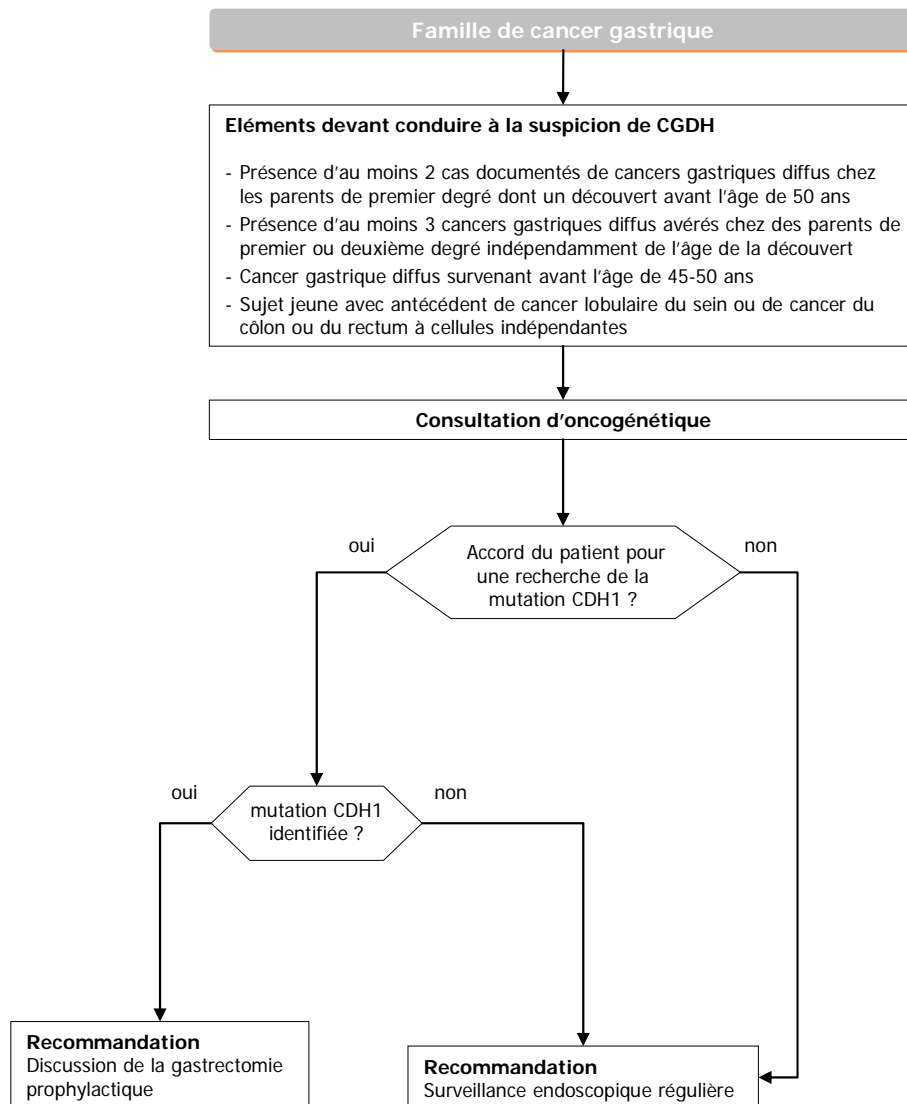 Famille de cancer gastrique
Eléments devant conduire à la suspicion de CGDH
- Présence d'au moins 2 cas documentés de cancers gastriques diffus chez
les parents de premier degré dont un découvert avant l'âge de 50 ans
- Présence d'au moins 3 cancers gastriques diffus avérés chez des parents de
premier ou deuxième degré indépendamment de l'âge de la découvert
- Cancer gastrique diffus survenant avant l'âge de 45-50 ans
- Sujet jeune avec antécédent de cancer lobulaire du sein ou de cancer du
côlon ou du rectum à cellules indépendantes
Consultation d'oncogénétique
oui
Accord du patient pour
une recherche de la
mutation CDH1 ?
non
oui
mutation CDH1
identifiée ?
non
Recommandation
Discussion de la gastrectomie
prophylactique
Recommandation
Surveillance endoscopique régulière